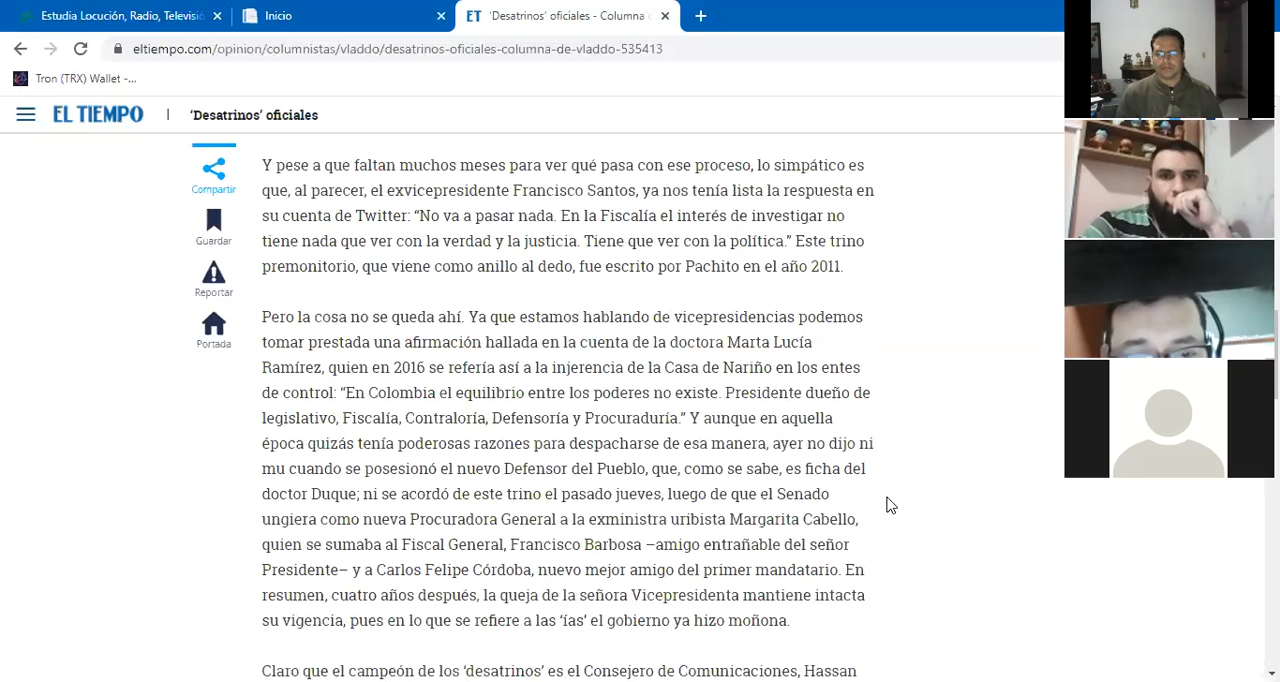 Estudia Locución, Radio, Televisió
Inicio
ET 'Desatrinos' oficiales - Columna d
eltiempo.com/opinion/columnistas/vladdo/desatrinos-oficiales-columna-de-vladdo-535413
Tron (TRX) Wallet -...
EL TIEMPO | 'Desatrinos' oficiales
Compartir
Guardar
Reportar
Portada
Y pese a que faltan muchos meses para ver qué pasa con ese proceso, lo simpático es
que, al parecer, el exvicepresidente Francisco Santos, ya nos tenía lista la respuesta en
su cuenta de Twitter: “No va a pasar nada. En la Fiscalía el interés de investigar no
tiene nada que ver con la verdad y la justicia. Tiene que ver con la política.” Este trino
premonitorio, que viene como anillo al dedo, fue escrito por Pachito en el año 2011.
Pero la cosa no se queda ahí. Ya que estamos hablando de vicepresidencias podemos
tomar prestada una afirmación hallada en la cuenta de la doctora Marta Lucía
Ramírez, quien en 2016 se refería así a la injerencia de la Casa de Nariño en los entes
de control: “En Colombia el equilibrio entre los poderes no existe. Presidente dueño de
legislativo, Fiscalía, Contraloría, Defensoría y Procuraduría.” Y aunque en aquella
época quizás tenía poderosas razones para despacharse de esa manera, ayer no dijo ni
mu cuando se posesionó el nuevo Defensor del Pueblo, que, como se sabe, es ficha del
doctor Duque; ni se acordó de este trino el pasado jueves, luego de que el Senado
ungiera como nueva Procuradora General a la exministra uribista Margarita Cabello,
quien se sumaba al Fiscal General, Francisco Barbosa –amigo entrañable del señor
Presidente– y a Carlos Felipe Córdoba, nuevo mejor amigo del primer mandatario. En
resumen, cuatro años después, la queja de la señora Vicepresidenta mantiene intacta
su vigencia, pues en lo que se refiere a las ‘ías’ el gobierno ya hizo moñona.
Claro que el campeón de los ‘desatrinos’ es el Consejero de Comunicaciones, Hassan